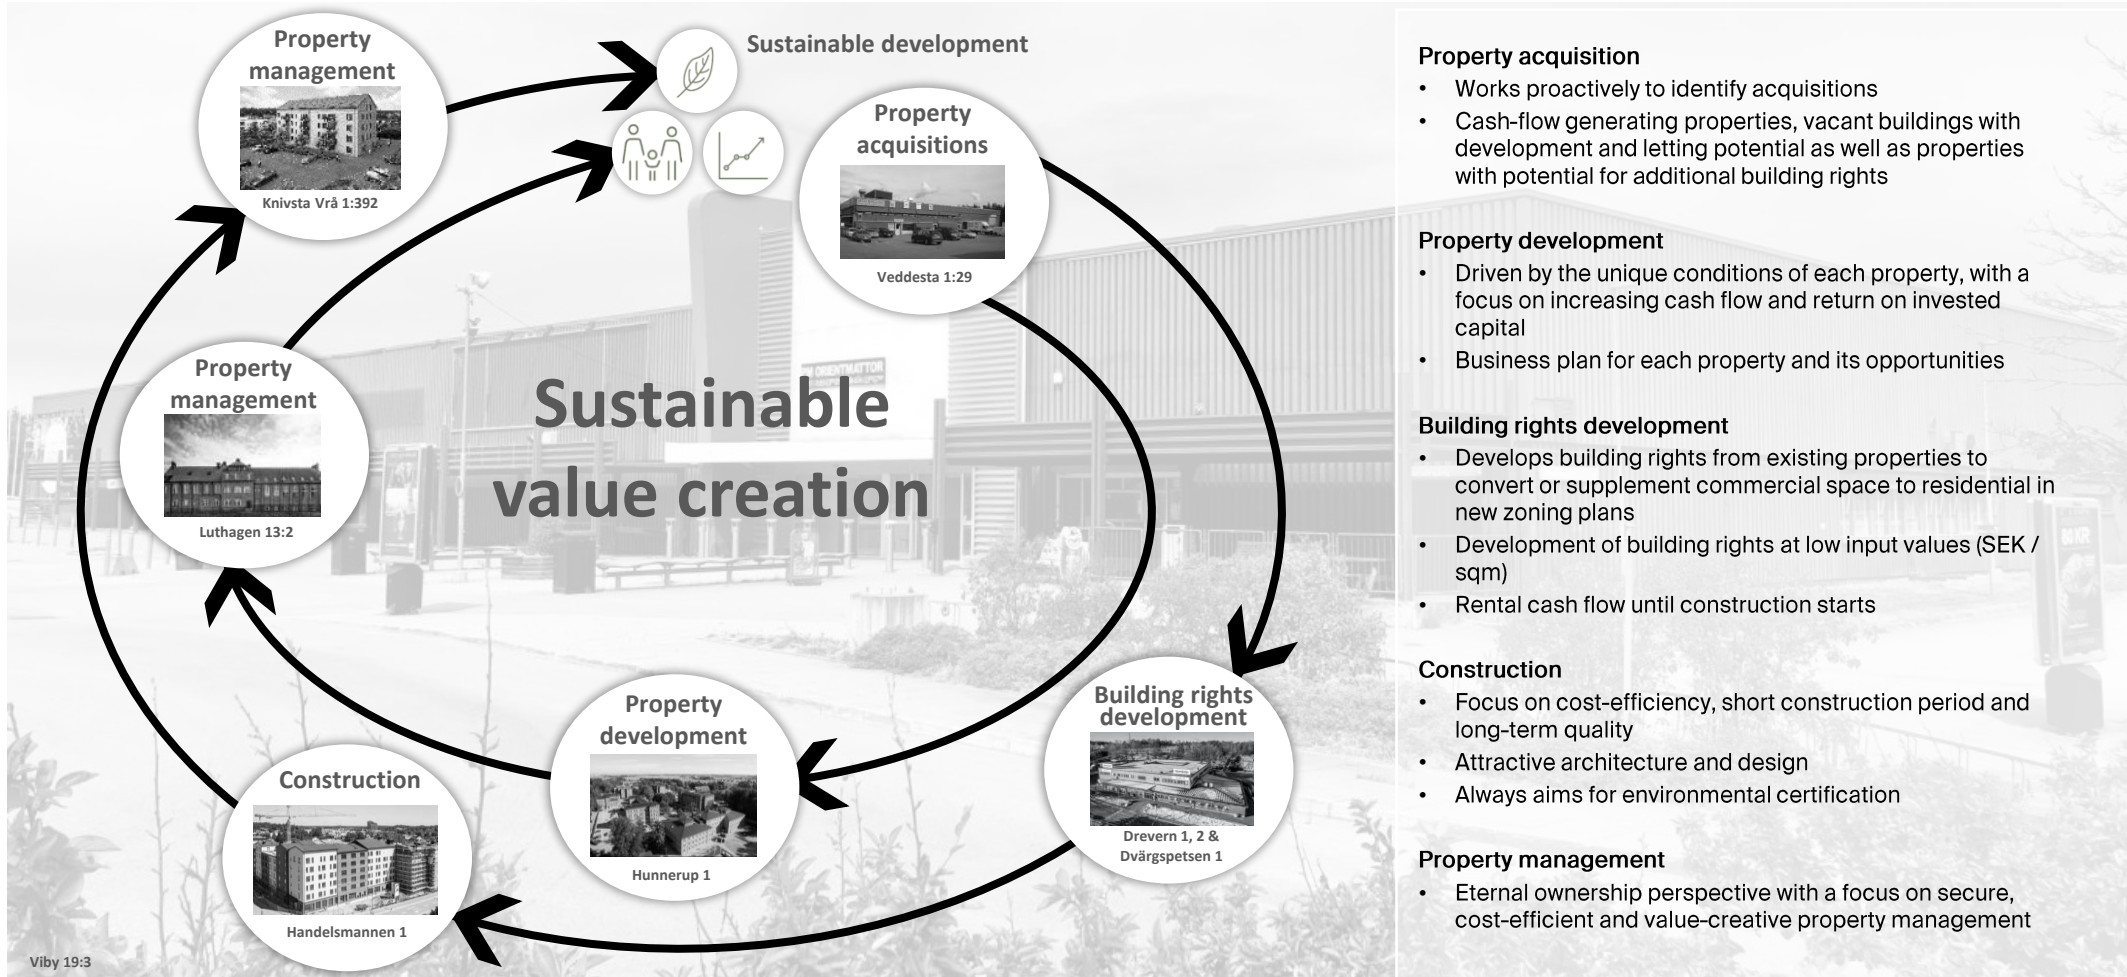 Property
management
Knivsta Vrå 1:392
Sustainable development
Property
acquisitions
Veddesta 1:29
Property
management
Luthagen 13:2
Sustainable
value creation
Property
development
Hunnerup 1
Building rights
development
Drevern 1, 2 &
Dvärgspetsen 1
Construction
Handelsmannen 1
Viby 19:3
ORIENTMATTOR
Property acquisition
• Works proactively to identify acquisitions
• Cash-flow generating properties, vacant buildings with
development and letting potential as well as properties
with potential for additional building rights
Property development
• Driven by the unique conditions of each property, with a
focus on increasing cash flow and return on invested
capital
• Business plan for each property and its opportunities
Building rights development
• Develops building rights from existing properties to
convert or supplement commercial space to residential in
new zoning plans
• Development of building rights at low input values (SEK /
sqm)
• Rental cash flow until construction starts
Construction
• Focus on cost-efficiency, short construction period and
long-term quality
• Attractive architecture and design
• Always aims for environmental certification
Property management
• Eternal ownership perspective with a focus on secure,
cost-efficient and value-creative property management